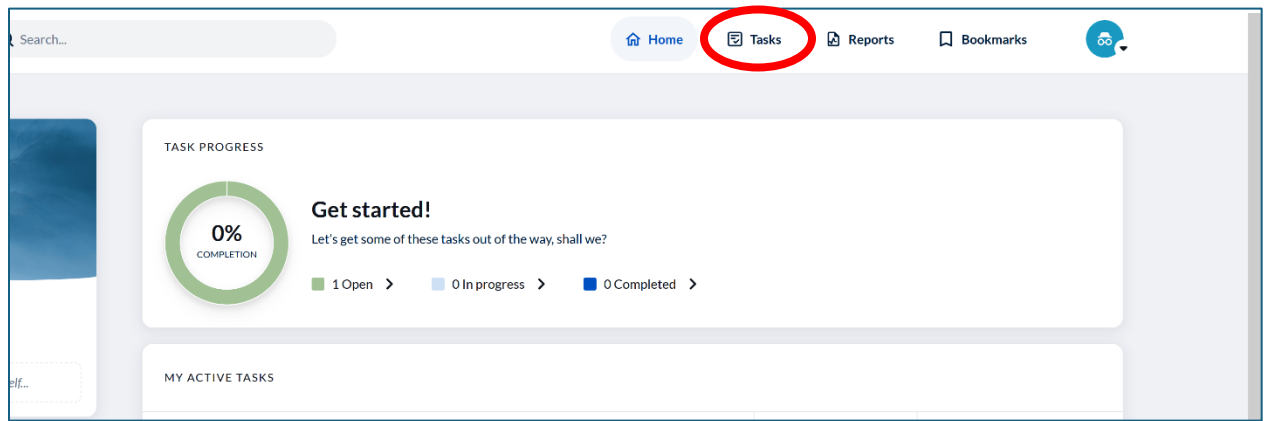 Search...
Home
Tasks
Reports
Bookmarks
TASK PROGRESS
0%
COMPLETION
Get started!
Let's get some of these tasks out of the way, shall we?
1 Open
0 In progress
0 Completed
MY ACTIVE TASKS
elf...